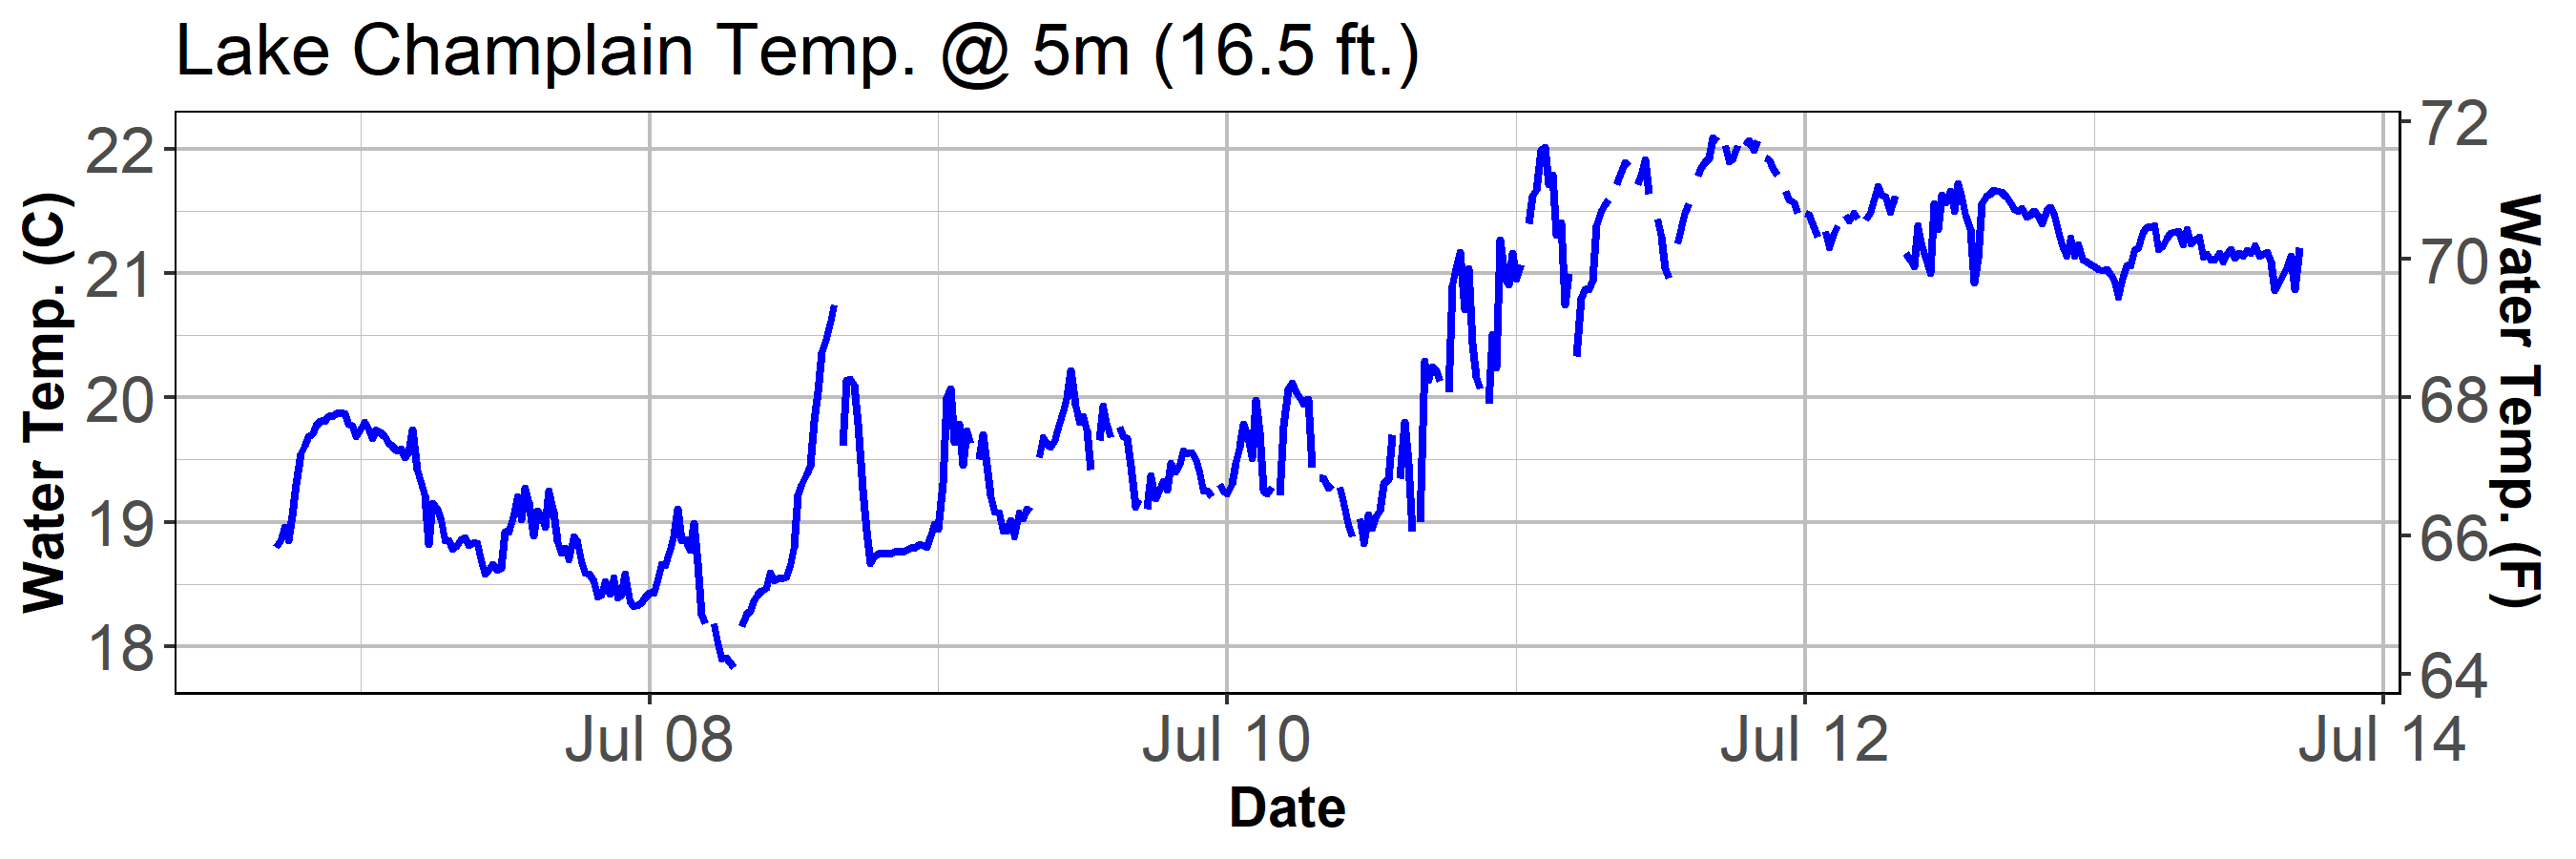 Lake Champlain Temp. @ 5m (16.5 ft.)
Water Temp. (C)
22
21
20
19
18
72
70
68
66
64
Water Temp. (F)
Jul 08
Jul 10
Jul 12
Jul 14
Date